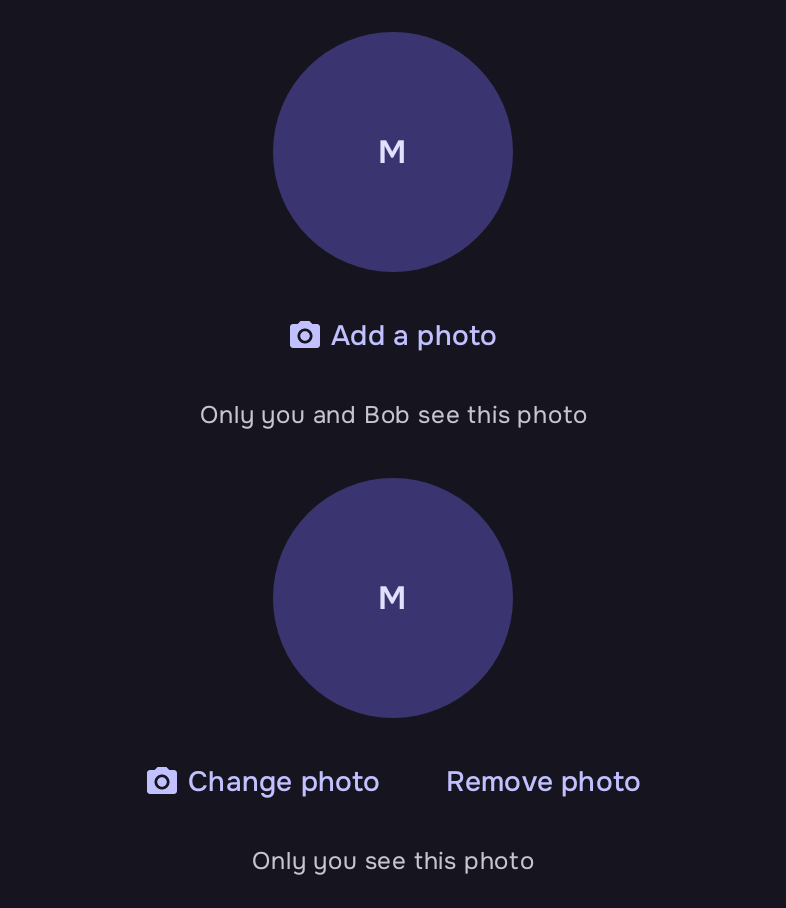 M
Add a photo
Only you and Bob see this photo
M
Change photo Remove photo
Only you see this photo